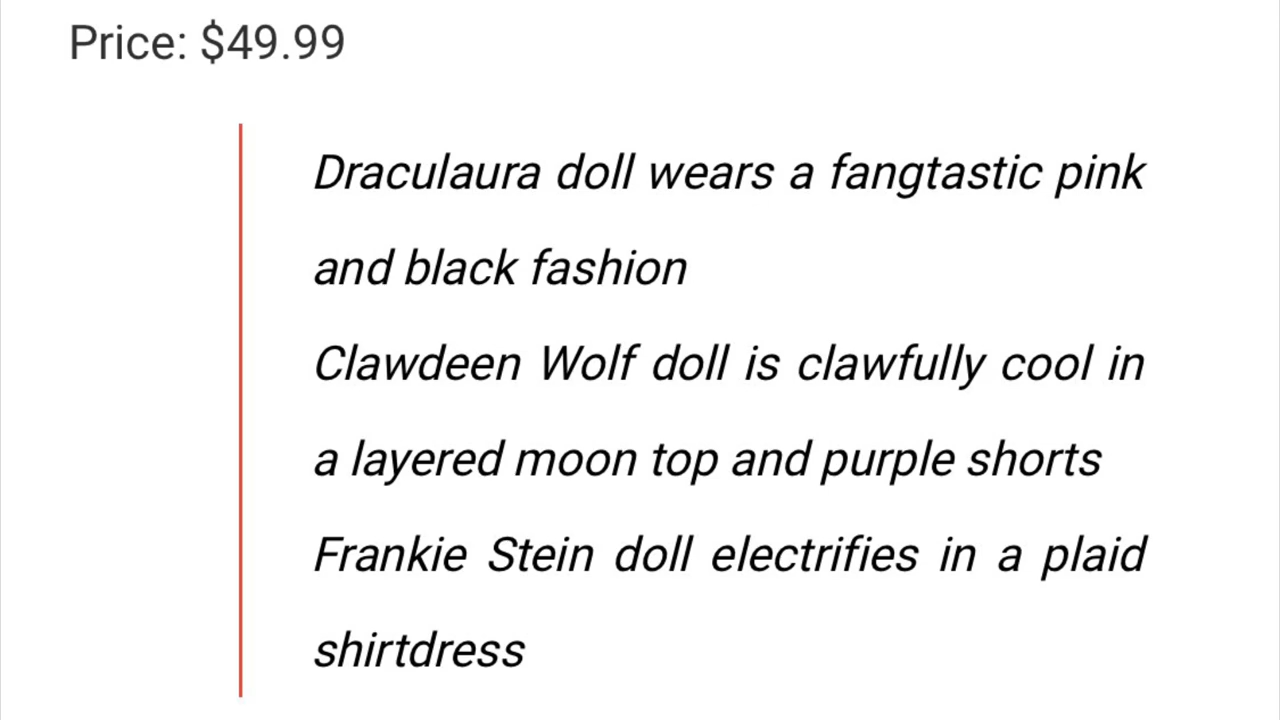 Price: $49.99
Draculaura doll wears a fangtastic pink
and black fashion
Clawdeen Wolf doll is clawfully cool in
a layered moon top and purple shorts
Frankie Stein doll electrifies in a plaid
shirtdress